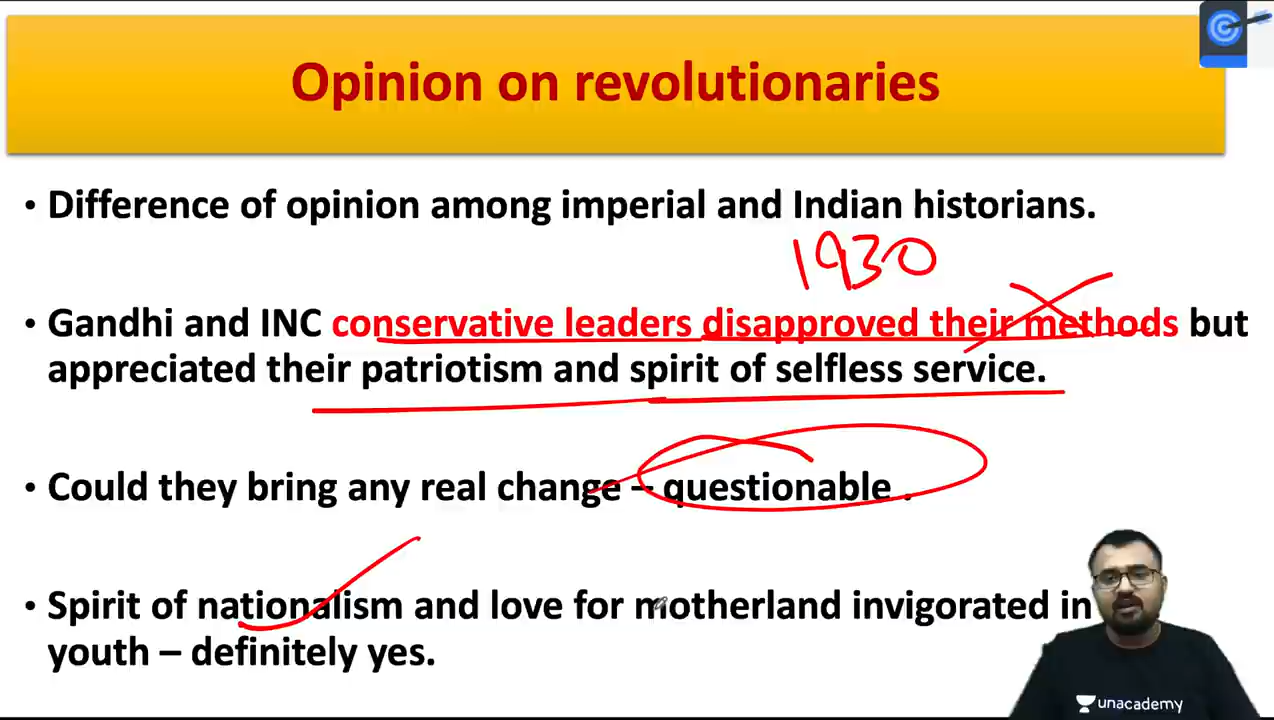 Opinion on revolutionaries
• Difference of opinion among imperial and Indian historians.
1930
• Gandhi and INC conservative leaders disapproved their methods but
appreciated their patriotism and spirit of selfless service.
• Could they bring any real change – questionable .
• Spirit of nationalism and love for motherland invigorated in
youth – definitely yes.
unacademy